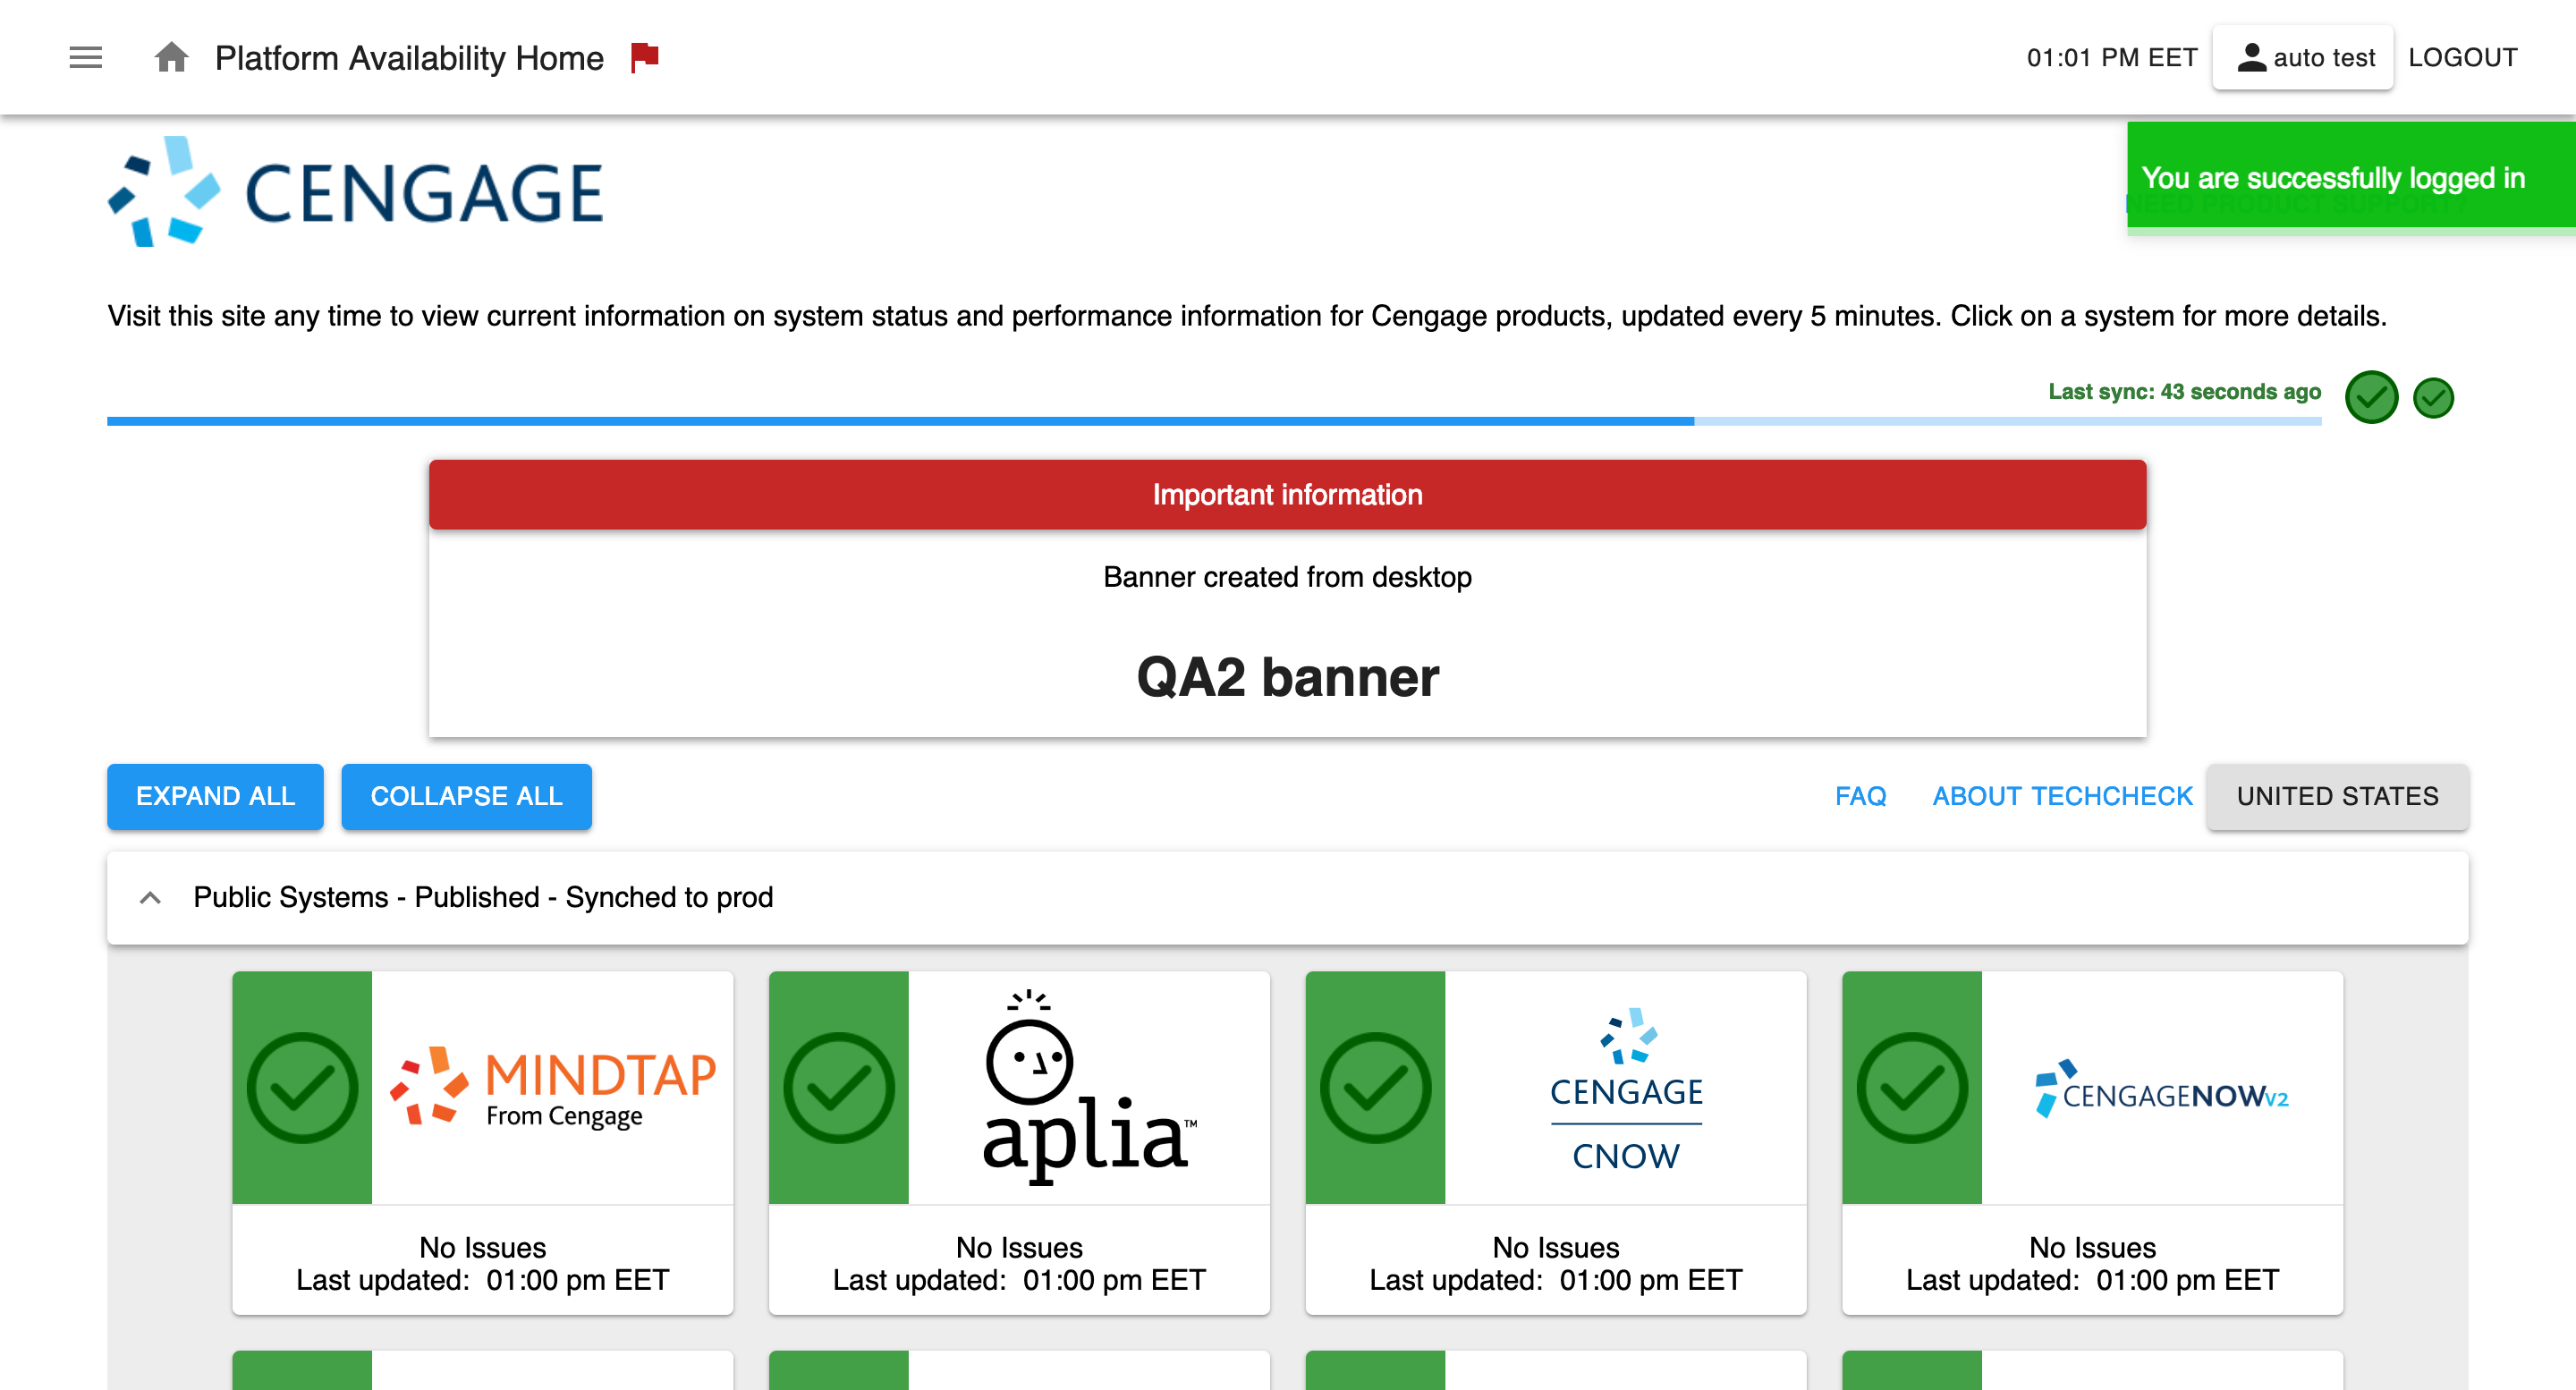 Platform Availability Home
01:01 PM EET
auto test
LOGOUT
CENGAGE
You are successfully logged in
NEED PRODUCT SUPPORT?
Visit this site any time to view current information on system status and performance information for Cengage products, updated every 5 minutes. Click on a system for more details.
Last sync: 43 seconds ago
Important information
Banner created from desktop
QA2 banner
EXPAND ALL
COLLAPSE ALL
FAQ
ABOUT TECHCHECK
UNITED STATES
Public Systems - Published - Synched to prod
MINDTAP
From Cengage
aplia™
CENGAGE
CNOW
CENGAGENOWV2
No Issues
Last updated: 01:00 pm EET
No Issues
Last updated: 01:00 pm EET
No Issues
Last updated: 01:00 pm EET
No Issues
Last updated: 01:00 pm EET